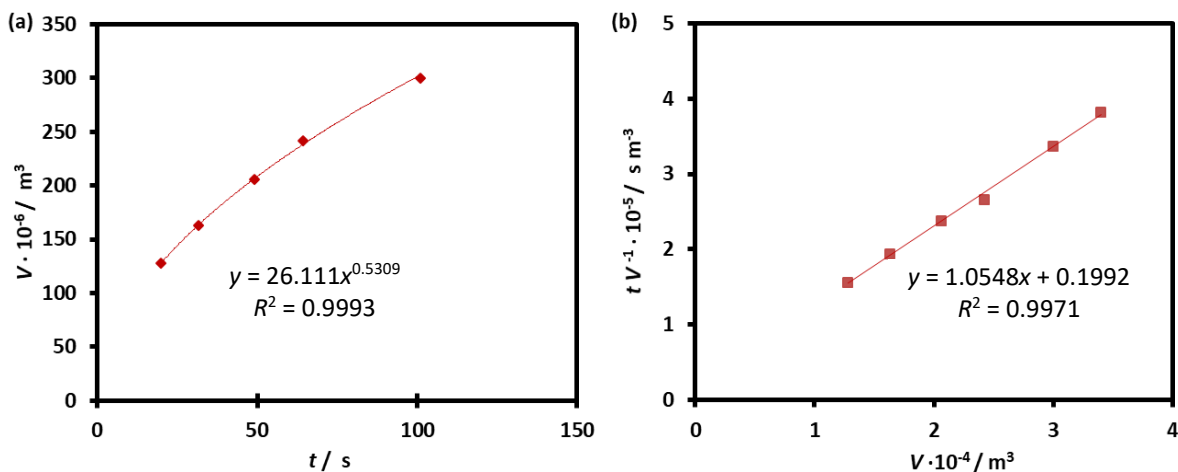 (a)
350
300
250
200
150
100
50
0
V · 10⁻⁶ / m³
y = 26.111x⁰·⁵³⁰⁹
R² = 0.9993
0 50 100 150
t / s
(b)
5
4
3
2
1
0
t V ⁻¹ · 10⁻⁵ / s m⁻³
y = 1.0548x + 0.1992
R² = 0.9971
0 1 2 3 4
V ·10⁻⁴ / m³